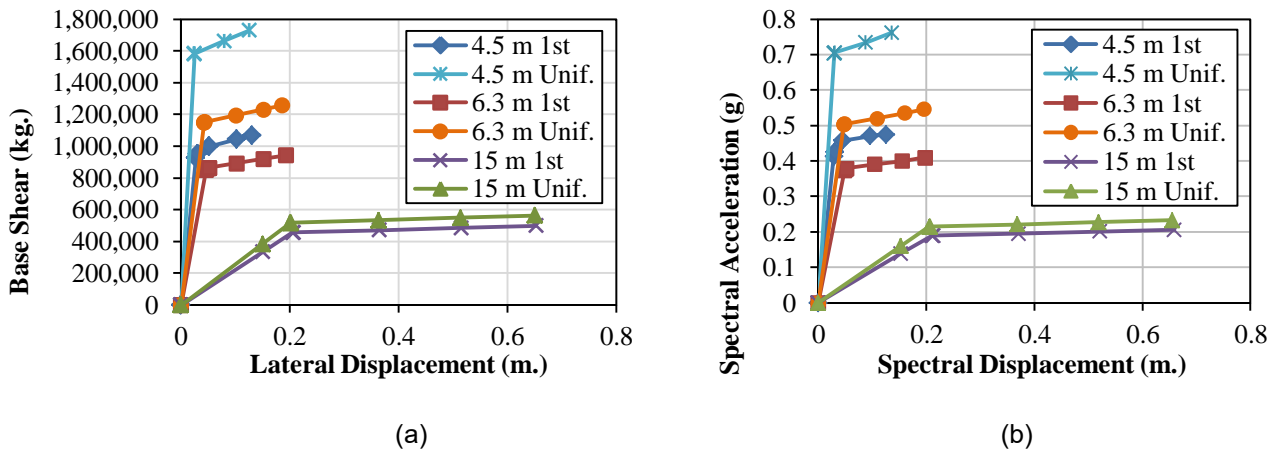 Base Shear (kg.)
1,800,000
1,600,000
1,400,000
1,200,000
1,000,000
800,000
600,000
400,000
200,000
0
0 0.2 0.4 0.6 0.8
Lateral Displacement (m.)
4.5 m 1st
4.5 m Unif.
6.3 m 1st
6.3 m Unif.
15 m 1st
15 m Unif.
(a)
Spectral Acceleration (g)
0.8
0.7
0.6
0.5
0.4
0.3
0.2
0.1
0
0 0.2 0.4 0.6 0.8
Spectral Displacement (m.)
4.5 m 1st
4.5 m Unif.
6.3 m 1st
6.3 m Unif.
15 m 1st
15 m Unif.
(b)